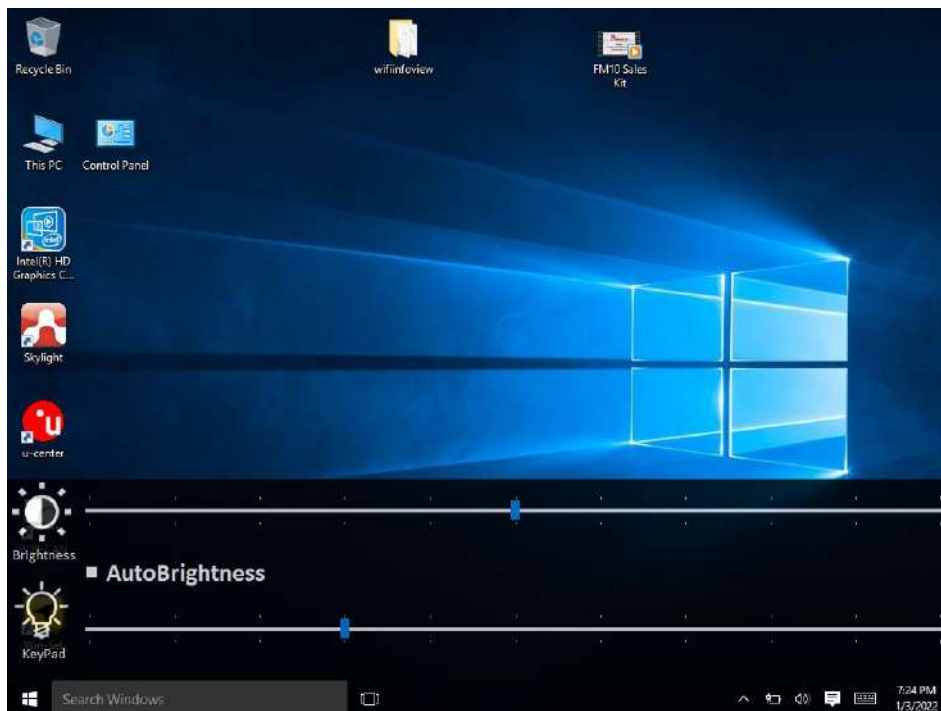 Recycle Bin
wifiinfoview
FM10 Sales
Kit
This PC
Control Panel
intel
Intel(R) HD
Graphics C...
Skylight
u
u-center
Brightness
AutoBrightness
KeyPad
Search Windows
7:24 PM
1/3/2022